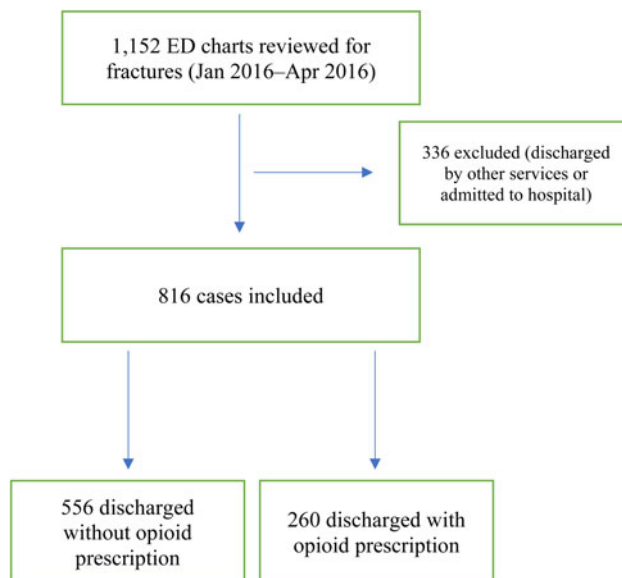 1,152 ED charts reviewed for
fractures (Jan 2016–Apr 2016)
336 excluded (discharged
by other services or
admitted to hospital)
816 cases included
556 discharged
without opioid
prescription
260 discharged with
opioid prescription